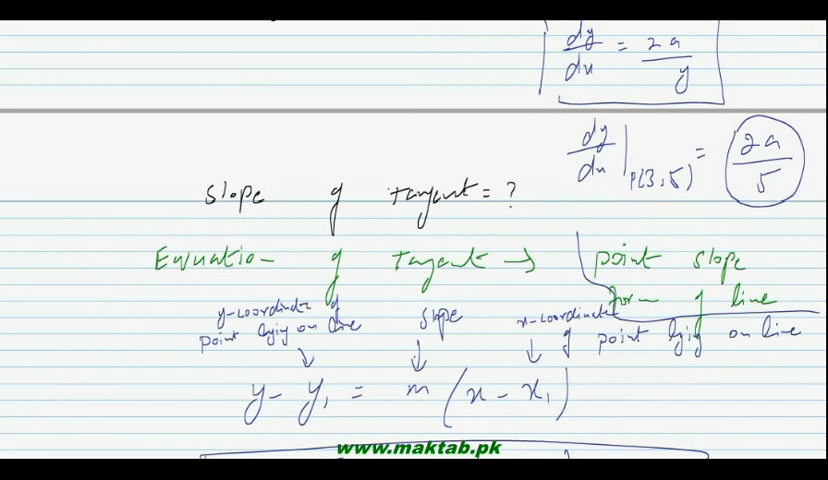 dy/dx = 2a/y
dy/dx | P(3,5) = 2a/5
slope of Tangent = ?
Equation of Tangent → point slope
form of line
y-coordinate of point lying on line
slope
x-coordinate of point lying on line
y - y₁ = m (x - x₁)
www.maktab.pk